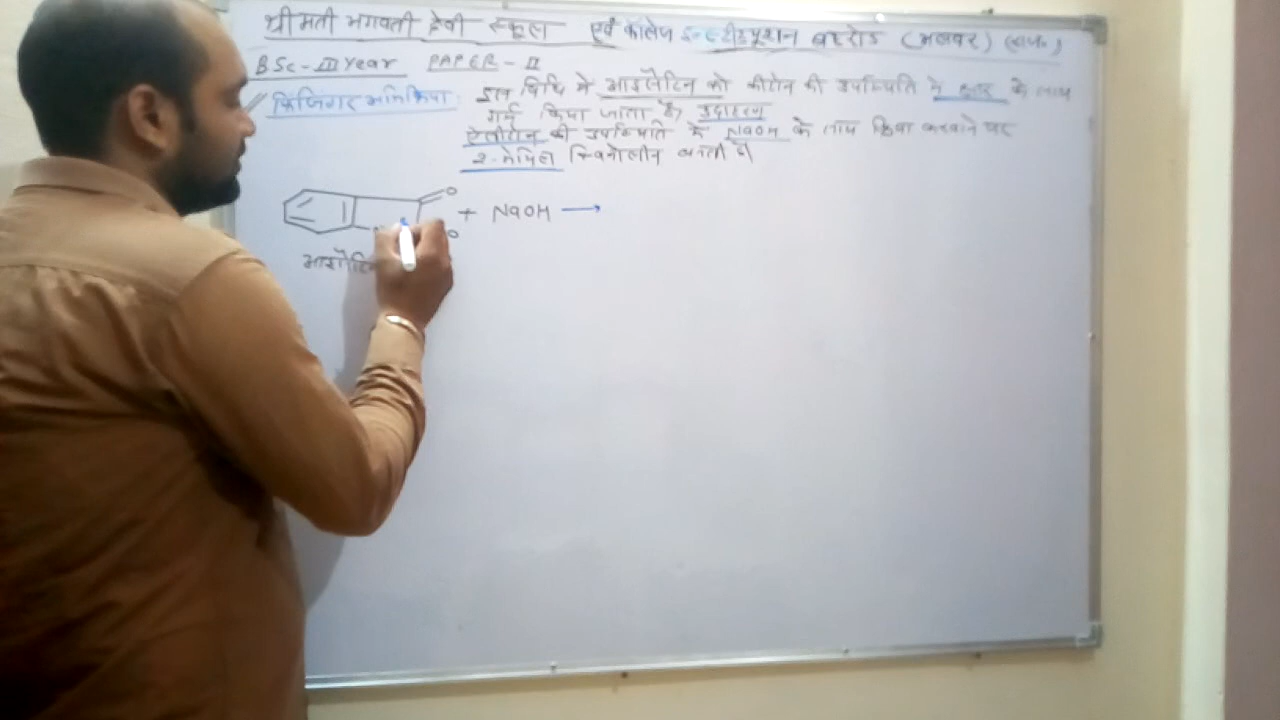 श्रीमती भगवती देवी स्कूल एवं कॉलेज इन्स्टीट्यूशन बहरोड (अलवर) (राज.)
BSc-III Year PAPER-II
फिजिंगर अभिक्रिया इस विधि में आइसैटिन को कीटोन की उपस्थिति में क्षार के साथ
गर्म किया जाता है, उदाहरण
ऐसीटोन की उपस्थिति में NaOH के साथ क्रिया करवाने पर
2-मेथिल क्विनोलीन बनती है
O
+ NaOH →
O